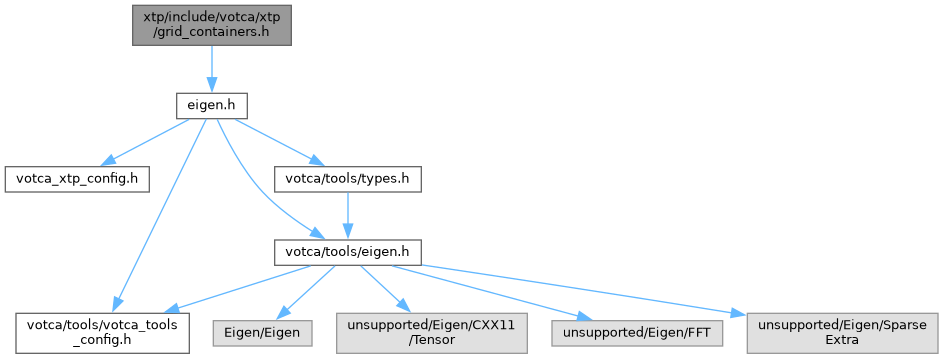 xtp/include/votca/xtp
/grid_containers.h
eigen.h
votca_xtp_config.h
votca/tools/types.h
votca/tools/eigen.h
votca/tools/votca_tools
_config.h
Eigen/Eigen
unsupported/Eigen/CXX11
/Tensor
unsupported/Eigen/FFT
unsupported/Eigen/Sparse
Extra